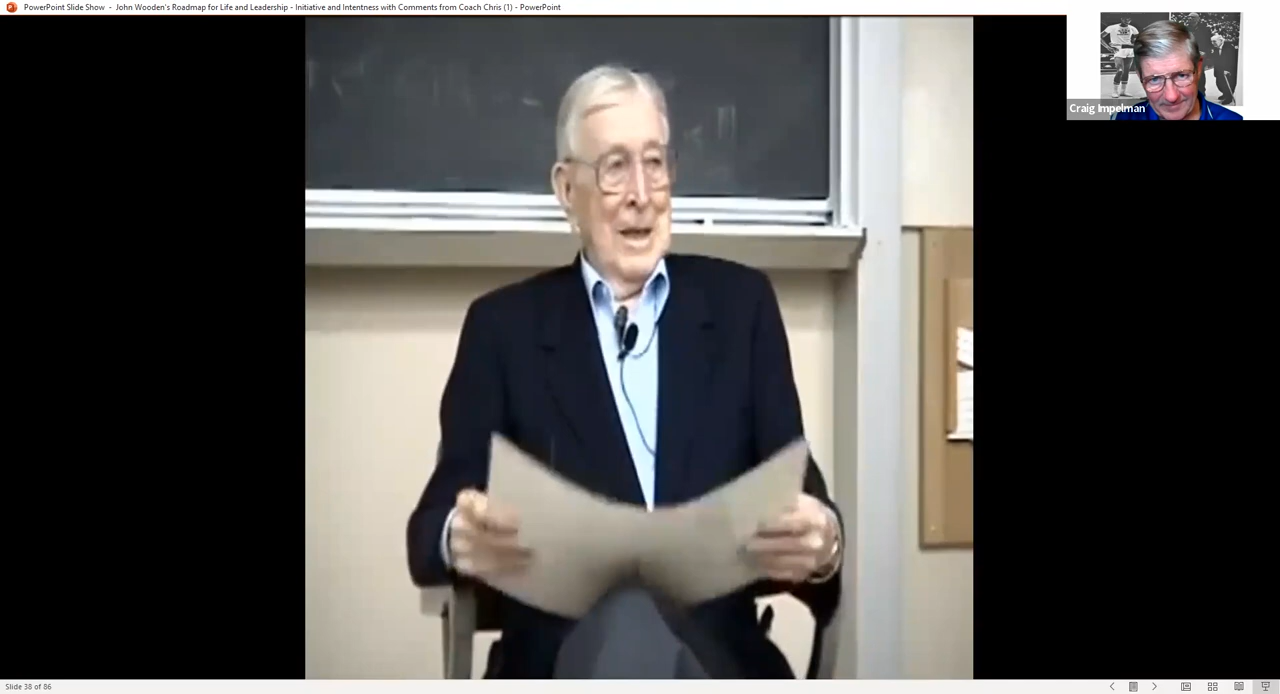 PowerPoint Slide Show - John Wooden's Roadmap for Life and Leadership - Initiative and Intentness with Comments from Coach Chris (1) - PowerPoint
Craig Impelman
Slide 38 of 86